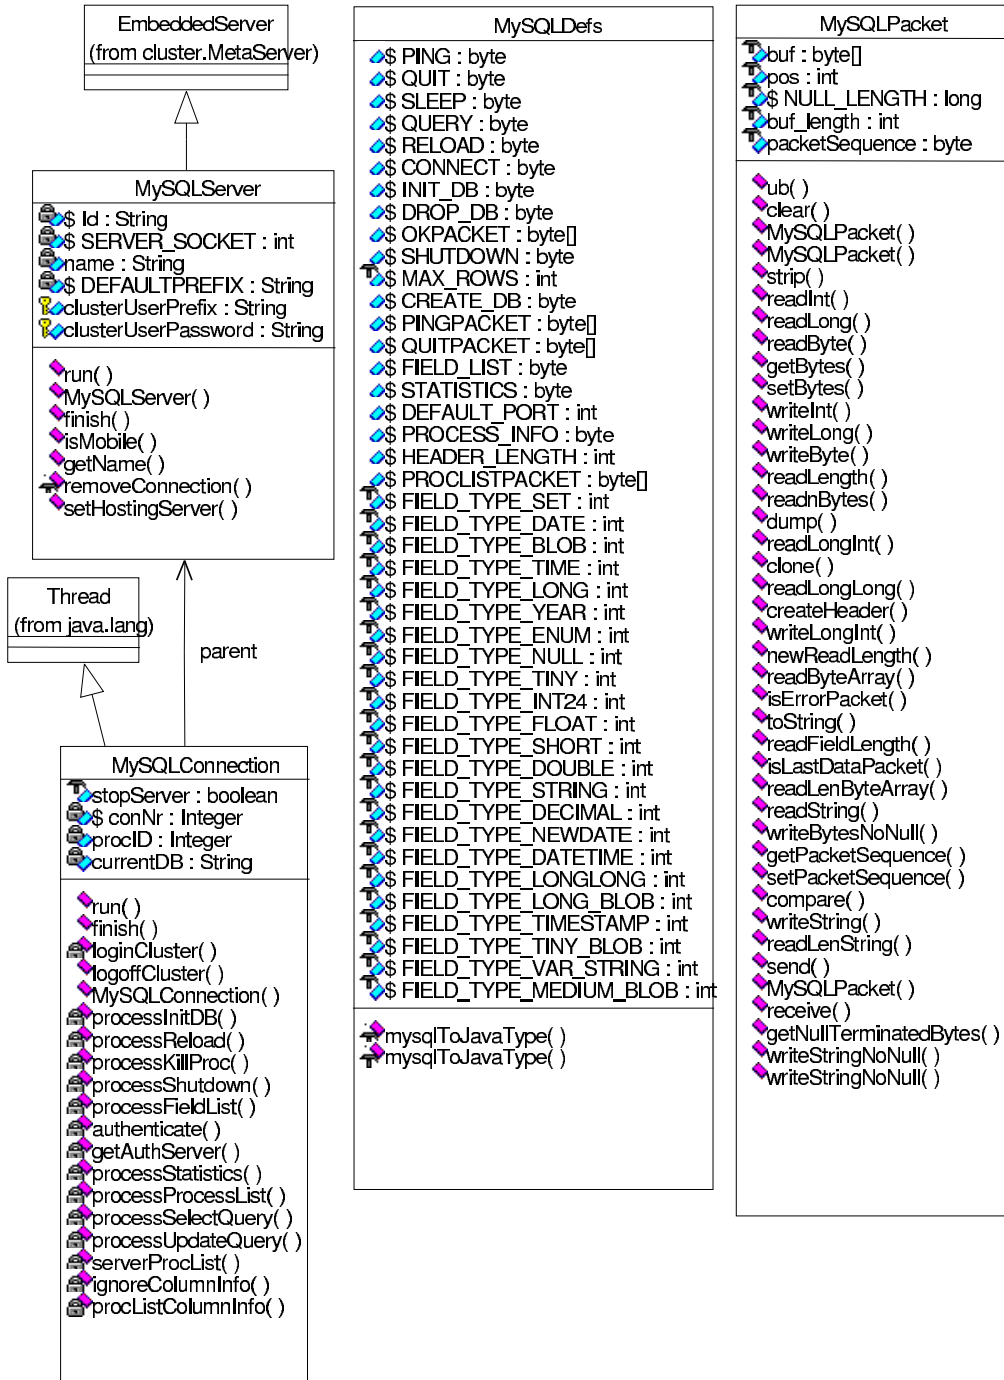 EmbeddedServer
(from cluster.MetaServer)
MySQLServer
$ Id : String
$ SERVER_SOCKET : int
name : String
$ DEFAULTPREFIX : String
clusterUserPrefix : String
clusterUserPassword : String
run( )
MySQLServer( )
finish( )
isMobile( )
getName( )
removeConnection( )
setHostingServer( )
Thread
(from java.lang)
parent
MySQLConnection
stopServer : boolean
$ conNr : Integer
procID : Integer
currentDB : String
run( )
finish( )
loginCluster( )
logoffCluster( )
MySQLConnection( )
processInitDB( )
processReload( )
processKillProc( )
processShutdown( )
processFieldList( )
authenticate( )
getAuthServer( )
processStatistics( )
processProcessList( )
processSelectQuery( )
processUpdateQuery( )
serverProcList( )
ignoreColumnInfo( )
procListColumnInfo( )
MySQLDefs
$ PING : byte
$ QUIT : byte
$ SLEEP : byte
$ QUERY : byte
$ RELOAD : byte
$ CONNECT : byte
$ INIT_DB : byte
$ DROP_DB : byte
$ OKPACKET : byte[]
$ SHUTDOWN : byte
$ MAX_ROWS : int
$ CREATE_DB : byte
$ PINGPACKET : byte[]
$ QUITPACKET : byte[]
$ FIELD_LIST : byte
$ STATISTICS : byte
$ DEFAULT_PORT : int
$ PROCESS_INFO : byte
$ HEADER_LENGTH : int
$ PROCLISTPACKET : byte[]
$ FIELD_TYPE_SET : int
$ FIELD_TYPE_DATE : int
$ FIELD_TYPE_BLOB : int
$ FIELD_TYPE_TIME : int
$ FIELD_TYPE_LONG : int
$ FIELD_TYPE_YEAR : int
$ FIELD_TYPE_ENUM : int
$ FIELD_TYPE_NULL : int
$ FIELD_TYPE_TINY : int
$ FIELD_TYPE_INT24 : int
$ FIELD_TYPE_FLOAT : int
$ FIELD_TYPE_SHORT : int
$ FIELD_TYPE_DOUBLE : int
$ FIELD_TYPE_STRING : int
$ FIELD_TYPE_DECIMAL : int
$ FIELD_TYPE_NEWDATE : int
$ FIELD_TYPE_DATETIME : int
$ FIELD_TYPE_LONGLONG : int
$ FIELD_TYPE_LONG_BLOB : int
$ FIELD_TYPE_TIMESTAMP : int
$ FIELD_TYPE_TINY_BLOB : int
$ FIELD_TYPE_VAR_STRING : int
$ FIELD_TYPE_MEDIUM_BLOB : int
mysqlToJavaType( )
mysqlToJavaType( )
MySQLPacket
buf : byte[]
pos : int
$ NULL_LENGTH : long
buf_length : int
packetSequence : byte
ub( )
clear( )
MySQLPacket( )
MySQLPacket( )
strip( )
readInt( )
readLong( )
readByte( )
getBytes( )
setBytes( )
writeInt( )
writeLong( )
writeByte( )
readLength( )
readnBytes( )
dump( )
readLongInt( )
clone( )
readLongLong( )
createHeader( )
writeLongInt( )
newReadLength( )
readByteArray( )
isErrorPacket( )
toString( )
readFieldLength( )
isLastDataPacket( )
readLenByteArray( )
readString( )
writeBytesNoNull( )
getPacketSequence( )
setPacketSequence( )
compare( )
writeString( )
readLenString( )
send( )
MySQLPacket( )
receive( )
getNullTerminatedBytes( )
writeStringNoNull( )
writeStringNoNull( )